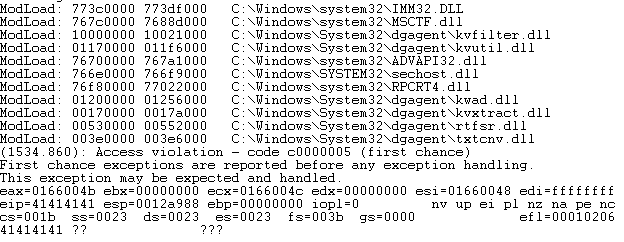 ModLoad: 773c0000 773df000   C:\Windows\system32\IMM32.DLL
ModLoad: 767c0000 7688d000   C:\Windows\system32\MSCTF.dll
ModLoad: 10000000 10021000   C:\Windows\System32\dgagent\kvfilter.dll
ModLoad: 01170000 011f6000   C:\Windows\System32\dgagent\kvutil.dll
ModLoad: 76700000 767a1000   C:\Windows\system32\ADVAPI32.dll
ModLoad: 766e0000 766f9000   C:\Windows\SYSTEM32\sechost.dll
ModLoad: 76f80000 77022000   C:\Windows\system32\RPCRT4.dll
ModLoad: 01200000 01256000   C:\Windows\System32\dgagent\kwad.dll
ModLoad: 00170000 0017a000   C:\Windows\System32\dgagent\kvxtract.dll
ModLoad: 00530000 00552000   C:\Windows\System32\dgagent\rtfsr.dll
ModLoad: 003e0000 003e6000   C:\Windows\System32\dgagent\txtcnv.dll
(1534.860): Access violation - code c0000005 (first chance)
First chance exceptions are reported before any exception handling.
This exception may be expected and handled.
eax=0166004b ebx=00000000 ecx=0166004c edx=00000000 esi=01660048 edi=ffffffff
eip=41414141 esp=0012a988 ebp=00000000 iopl=0         nv up ei pl nz na pe nc
cs=001b  ss=0023  ds=0023  es=0023  fs=003b  gs=0000             efl=00010206
41414141 ??              ???